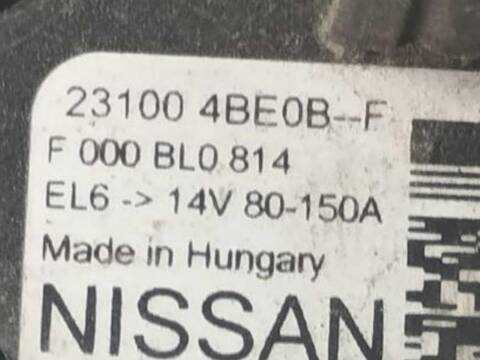 23100 4BE0B--F
F 000 BL0 814
EL6 -> 14V 80-150A
Made in Hungary
NISSAN